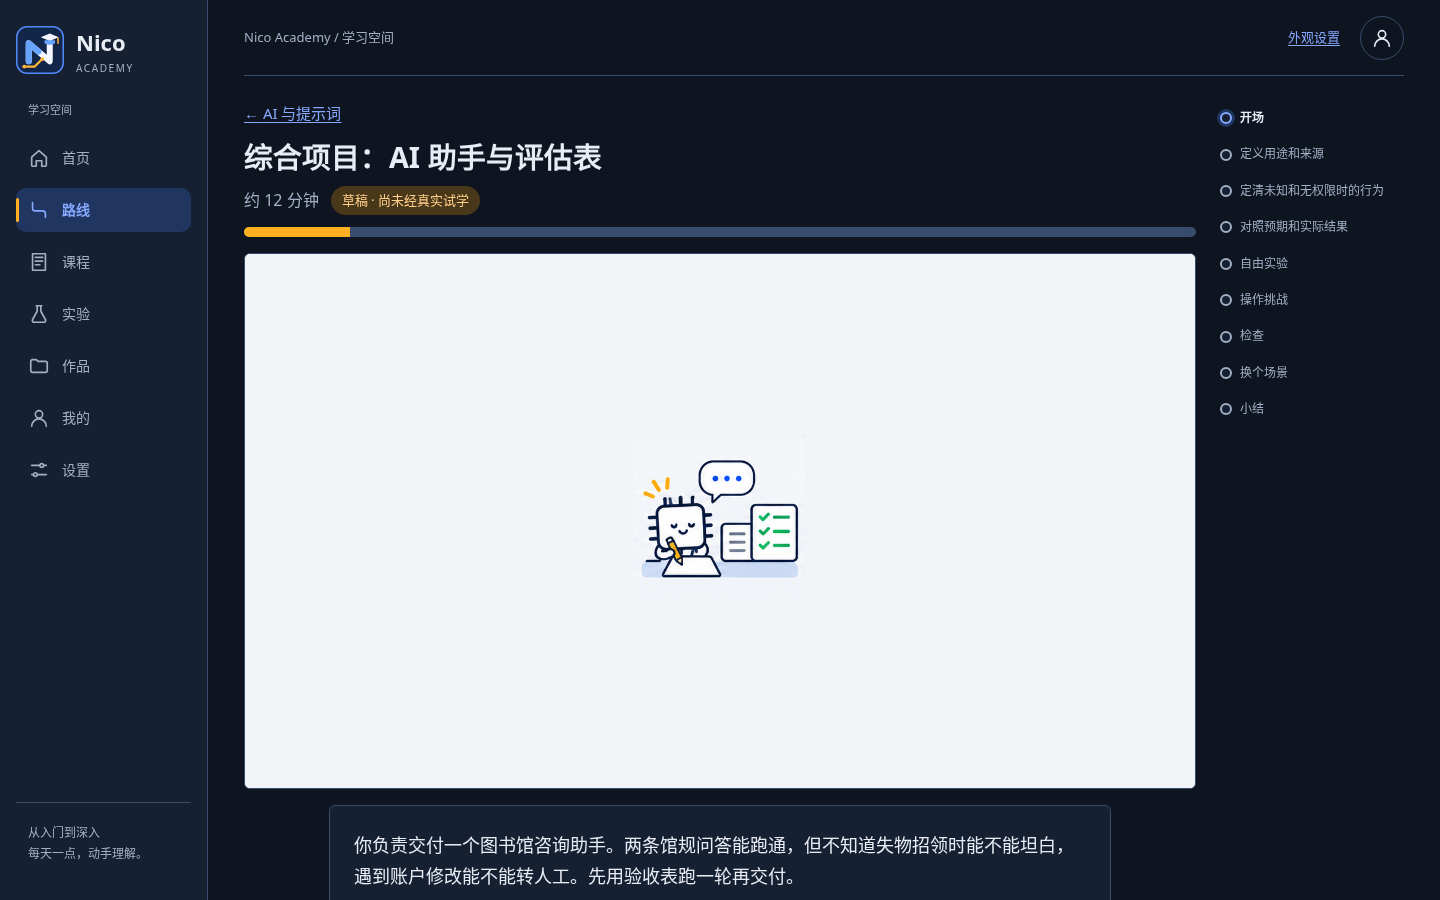 Nico
ACADEMY
学习空间
首页
路线
课程
实验
作品
我的
设置
从入门到深入
每天一点，动手理解。
Nico Academy / 学习空间
外观设置
← AI 与提示词
综合项目：AI 助手与评估表
约 12 分钟
草稿 · 尚未经真实试学
你负责交付一个图书馆咨询助手。两条馆规问答能跑通，但不知道失物招领时能不能坦白，
遇到账户修改能不能转人工。先用验收表跑一轮再交付。
开场
定义用途和来源
定清未知和无权限时的行为
对照预期和实际结果
自由实验
操作挑战
检查
换个场景
小结